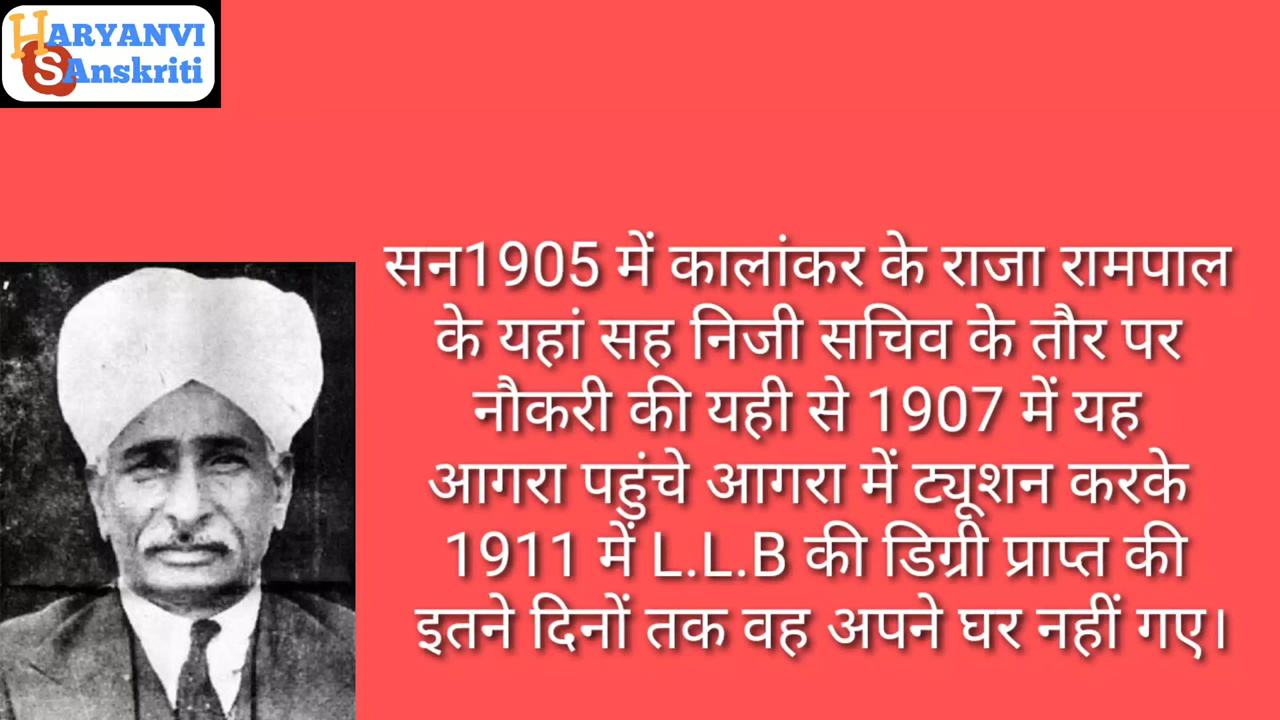 HARYANVI
SAnskriti
सन1905 में कालांकर के राजा रामपाल
के यहां सह निजी सचिव के तौर पर
नौकरी की यही से 1907 में यह
आगरा पहुंचे आगरा में ट्यूशन करके
1911 में L.L.B की डिग्री प्राप्त की
इतने दिनों तक वह अपने घर नहीं गए।